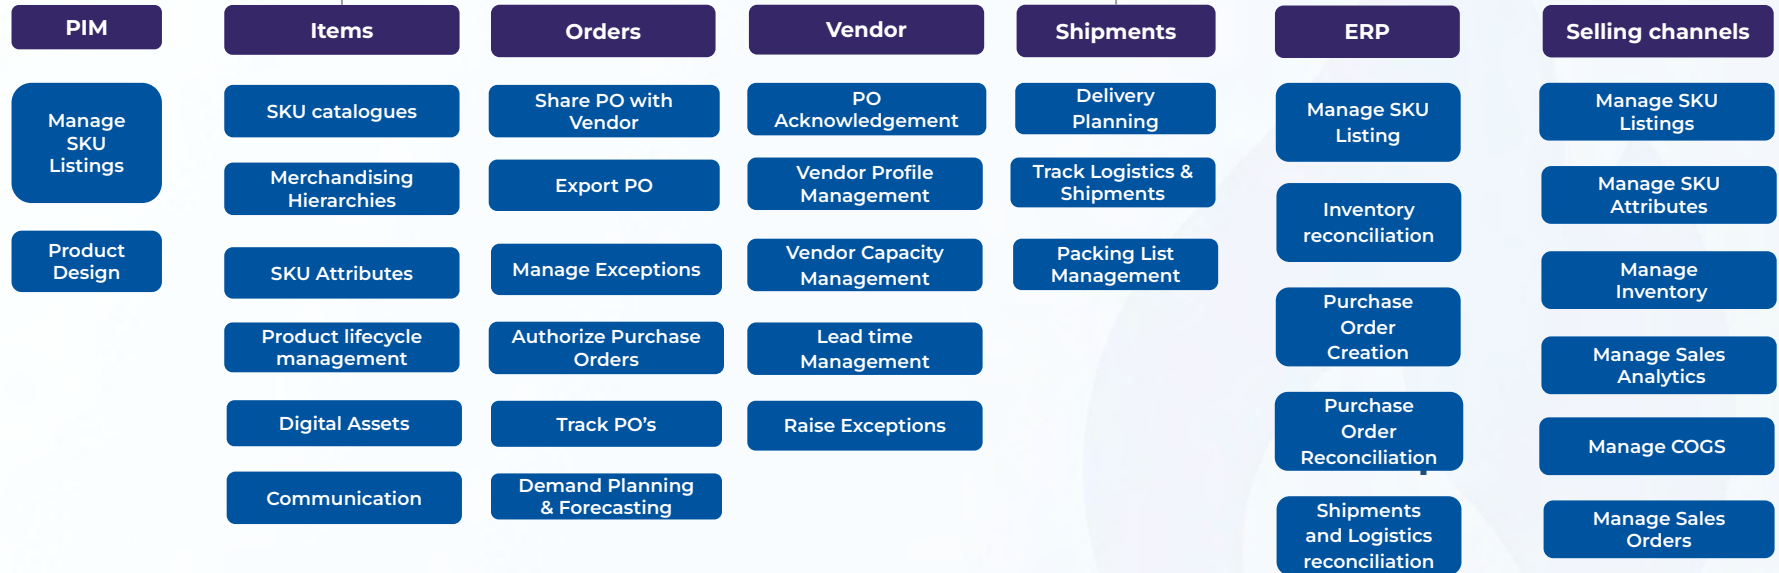 PIM
Manage
SKU
Listings
Product
Design
Items
SKU catalogues
Merchandising
Hierarchies
SKU Attributes
Product lifecycle
management
Digital Assets
Communication
Orders
Share PO with
Vendor
Export PO
Manage Exceptions
Authorize Purchase
Orders
Track PO’s
Demand Planning
& Forecasting
Vendor
PO
Acknowledgement
Vendor Profile
Management
Vendor Capacity
Management
Lead time
Management
Raise Exceptions
Shipments
Delivery
Planning
Track Logistics &
Shipments
Packing List
Management
ERP
Manage SKU
Listing
Inventory
reconciliation
Purchase
Order
Creation
Purchase
Order
Reconciliation
Shipments
and Logistics
reconciliation
Selling channels
Manage SKU
Listings
Manage SKU
Attributes
Manage
Inventory
Manage Sales
Analytics
Manage COGS
Manage Sales
Orders